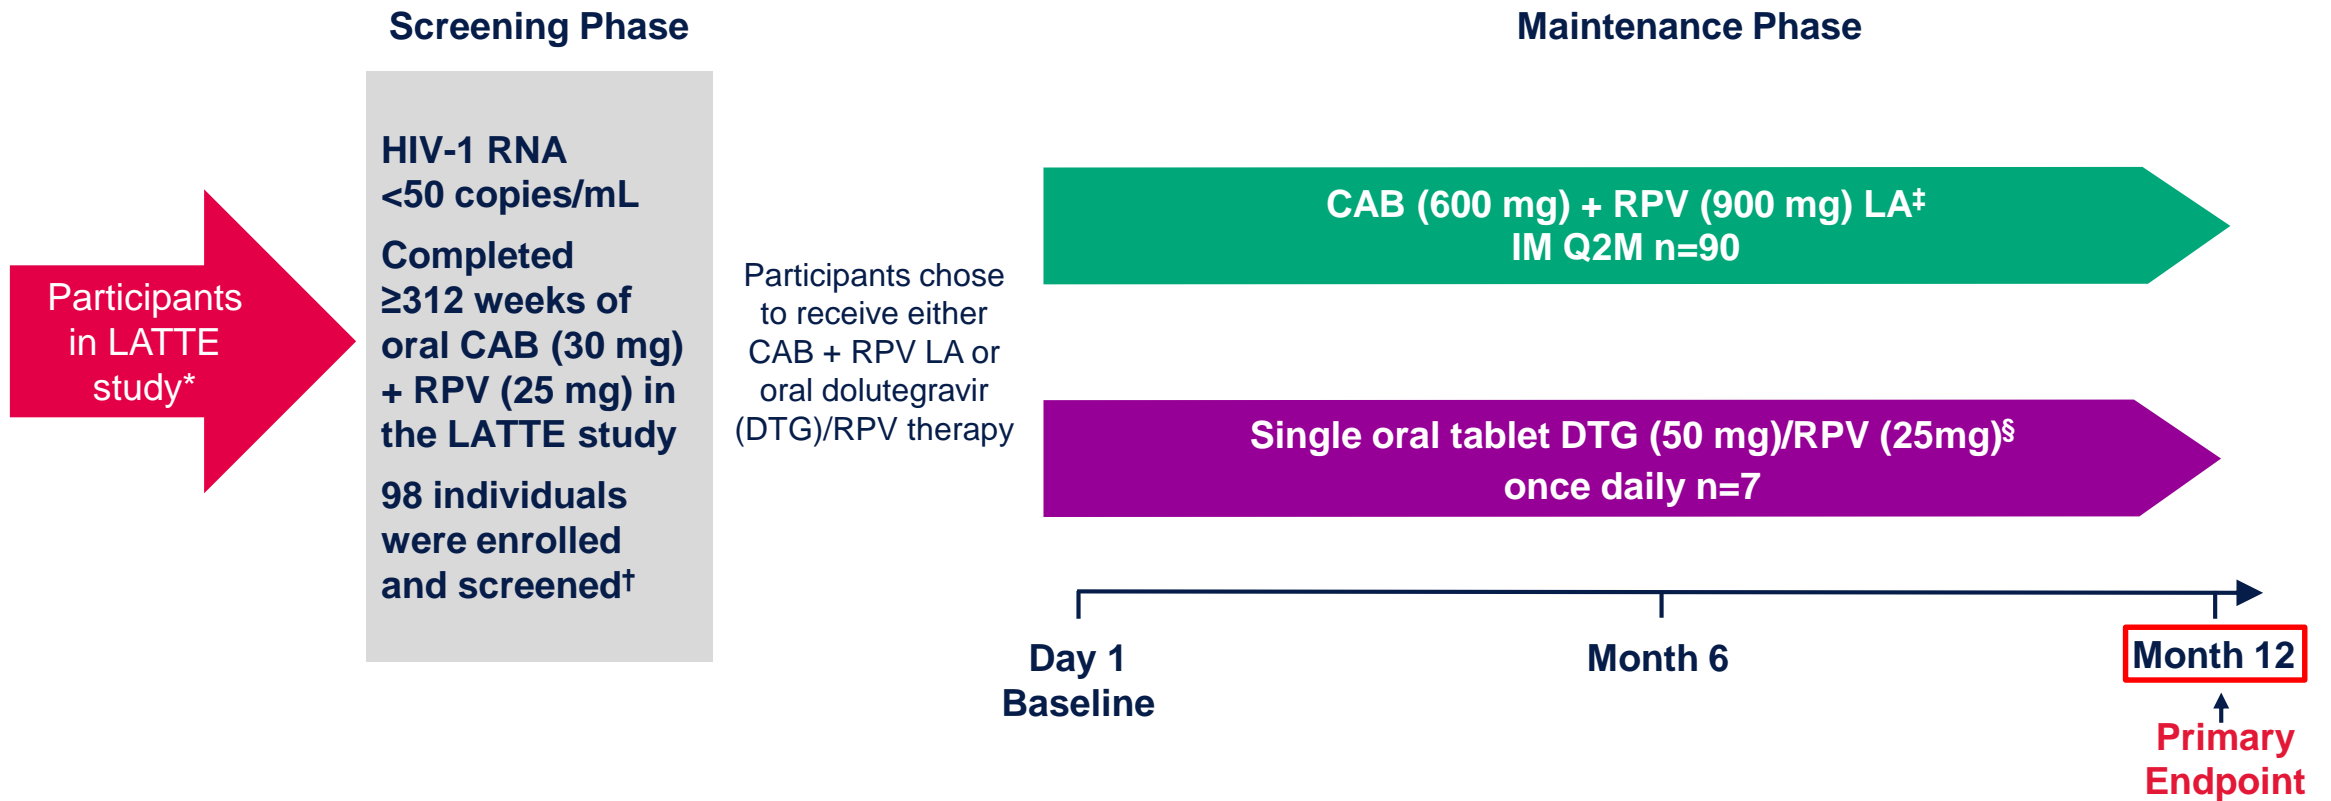 Screening Phase
Maintenance Phase
Participants
in LATTE
study*
HIV-1 RNA
<50 copies/mL
Completed
≥312 weeks of
oral CAB (30 mg)
+ RPV (25 mg) in
the LATTE study
98 individuals
were enrolled
and screened†
Participants chose
to receive either
CAB + RPV LA or
oral dolutegravir
(DTG)/RPV therapy
CAB (600 mg) + RPV (900 mg) LA‡
IM Q2M n=90
Single oral tablet DTG (50 mg)/RPV (25mg)§
once daily n=7
Day 1
Baseline
Month 6
Month 12
Primary
Endpoint